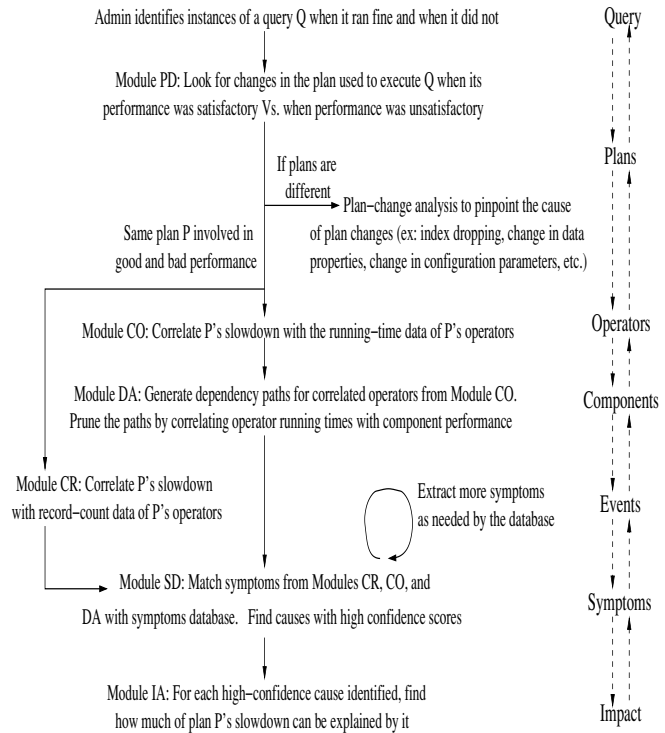 Admin identifies instances of a query Q when it ran fine and when it did not
Module PD: Look for changes in the plan used to execute Q when its
performance was satisfactory Vs. when performance was unsatisfactory
If plans are
different
Plan−change analysis to pinpoint the cause
of plan changes (ex: index dropping, change in data
properties, change in configuration parameters, etc.)
Same plan P involved in
good and bad performance
Module CO: Correlate P's slowdown with the running−time data of P's operators
Module DA: Generate dependency paths for correlated operators from Module CO.
Prune the paths by correlating operator running times with component performance
Module CR: Correlate P's slowdown
with record−count data of P's operators
Extract more symptoms
as needed by the database
Module SD: Match symptoms from Modules CR, CO, and
DA with symptoms database. Find causes with high confidence scores
Module IA: For each high−confidence cause identified, find
how much of plan P's slowdown can be explained by it
Query
Plans
Operators
Components
Events
Symptoms
Impact